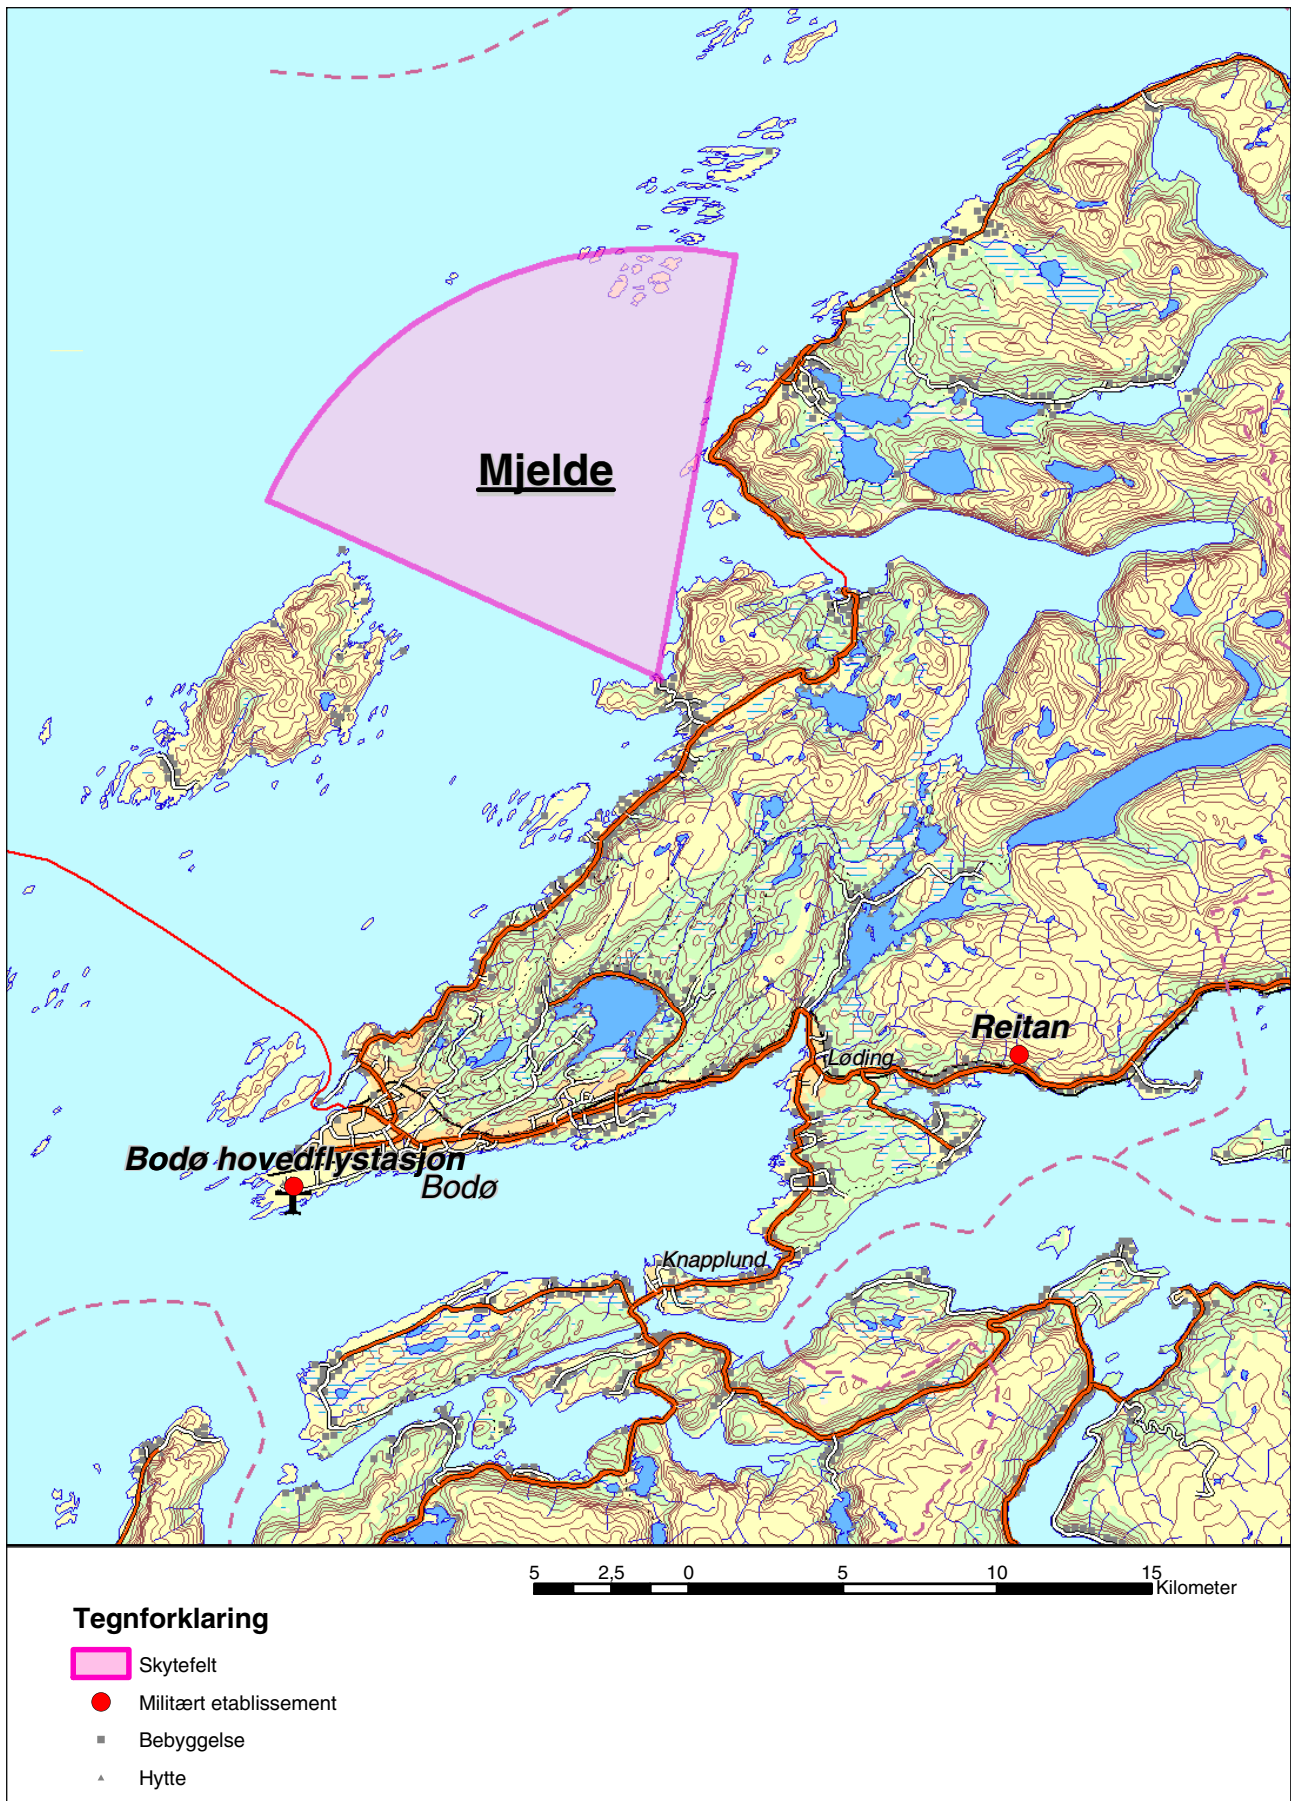 Mjelde
Reitan
Løding
Bodø hovedflystasjon
Bodø
Knapplund
5 2,5 0 5 10 15
Kilometer
Tegnforklaring
Skytefelt
Militært etablissement
Bebyggelse
Hytte